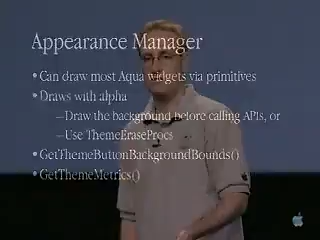 Appearance Manager
• Can draw most Aqua widgets via primitives
• Draws with alpha
– Draw the background before calling APIs, or
– Use ThemeEraseProcs
• GetThemeButtonBackgroundBounds()
• GetThemeMetrics()